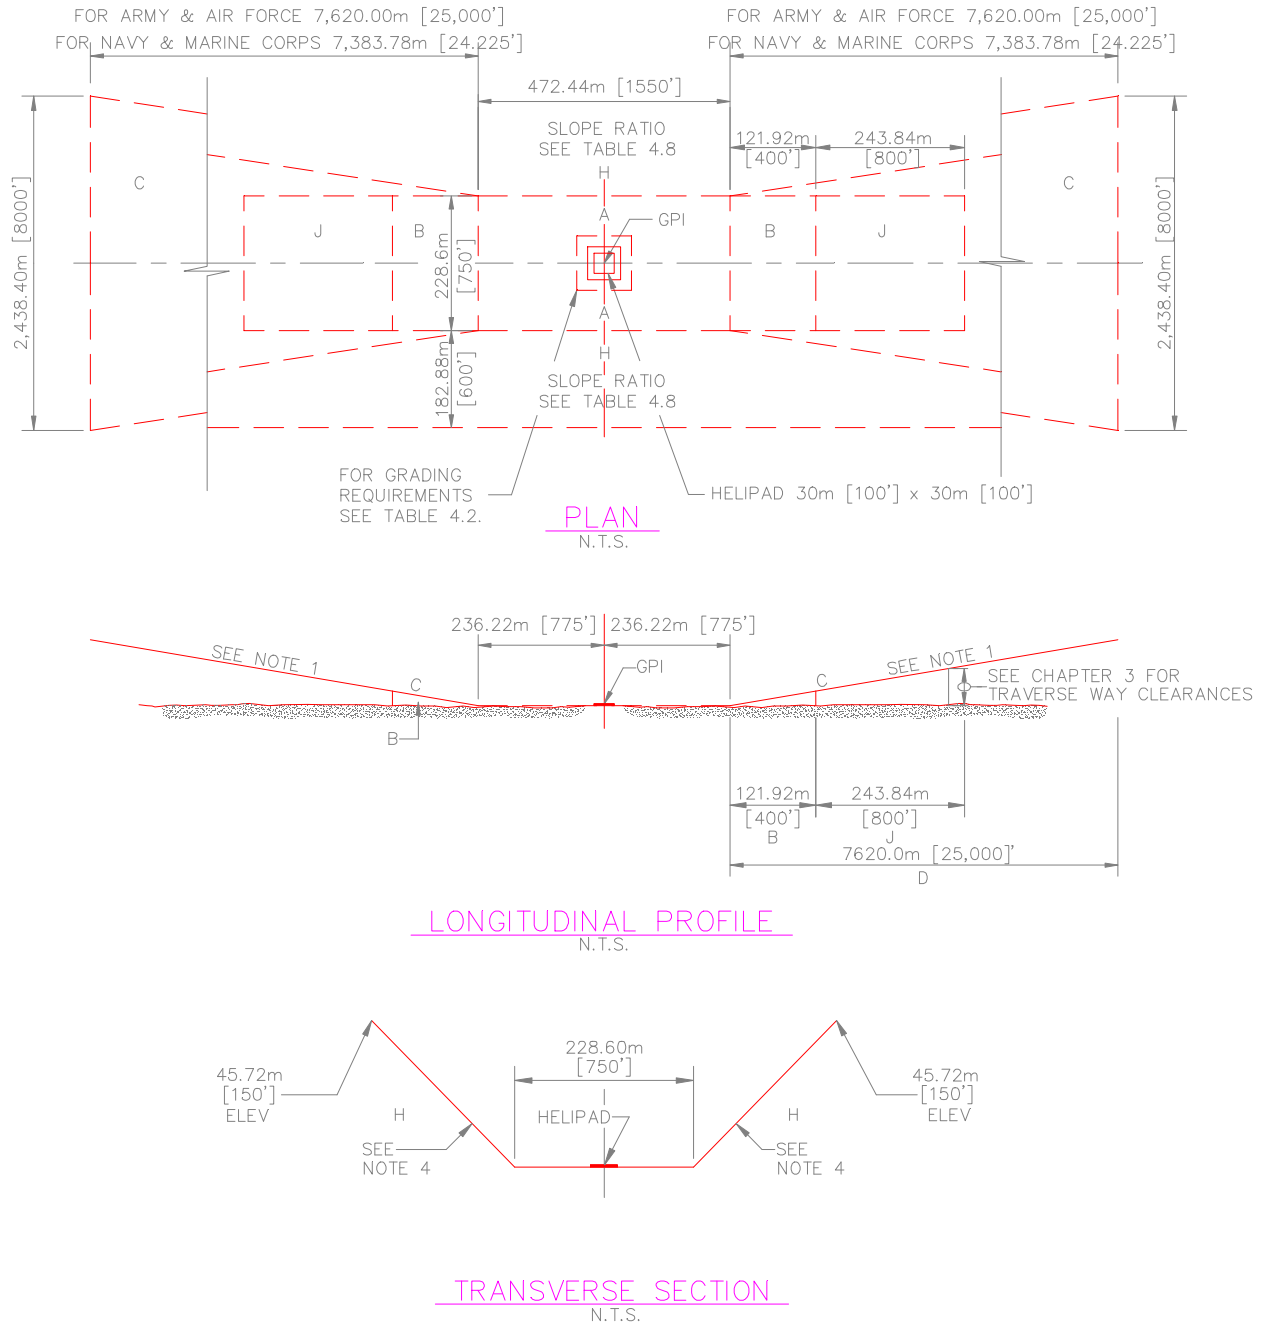 FOR ARMY & AIR FORCE 7,620.00m [25,000']
FOR NAVY & MARINE CORPS 7,383.78m [24.225']
FOR ARMY & AIR FORCE 7,620.00m [25,000']
FOR NAVY & MARINE CORPS 7,383.78m [24.225']
472.44m [1550']
SLOPE RATIO
SEE TABLE 4.8
121.92m
[400']
243.84m
[800']
2,438.40m [8000']
C
J
B
228.6m
[750']
182.88m
[600']
H
A
GPI
A
H
B
J
C
2,438.40m [8000']
SLOPE RATIO
SEE TABLE 4.8
FOR GRADING
REQUIREMENTS
SEE TABLE 4.2.
HELIPAD 30m [100'] x 30m [100']
PLAN
N.T.S.
236.22m [775']
236.22m [775']
SEE NOTE 1
C
GPI
B
C
SEE NOTE 1
SEE CHAPTER 3 FOR
TRAVERSE WAY CLEARANCES
121.92m
[400']
B
243.84m
[800']
J
7620.0m [25,000]'
D
LONGITUDINAL PROFILE
N.T.S.
228.60m
[750']
45.72m
[150']
ELEV
H
SEE
NOTE 4
HELIPAD
SEE
NOTE 4
H
45.72m
[150']
ELEV
TRANSVERSE SECTION
N.T.S.